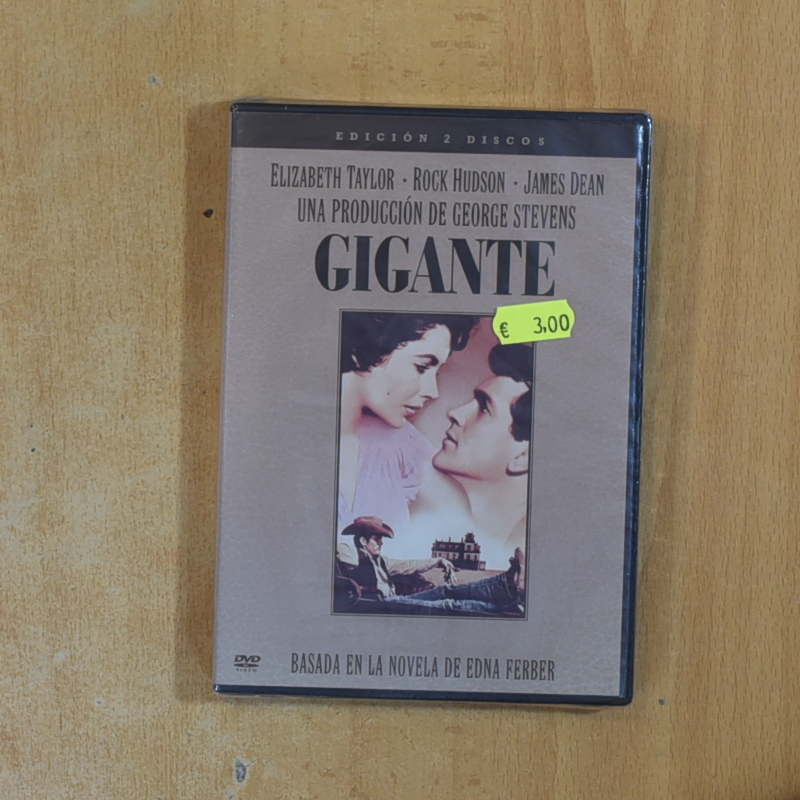 EDICIÓN 2 DISCOS
ELIZABETH TAYLOR · ROCK HUDSON · JAMES DEAN
UNA PRODUCCIÓN DE GEORGE STEVENS
GIGANTE
€ 3,00
DVD
VIDEO
BASADA EN LA NOVELA DE EDNA FERBER